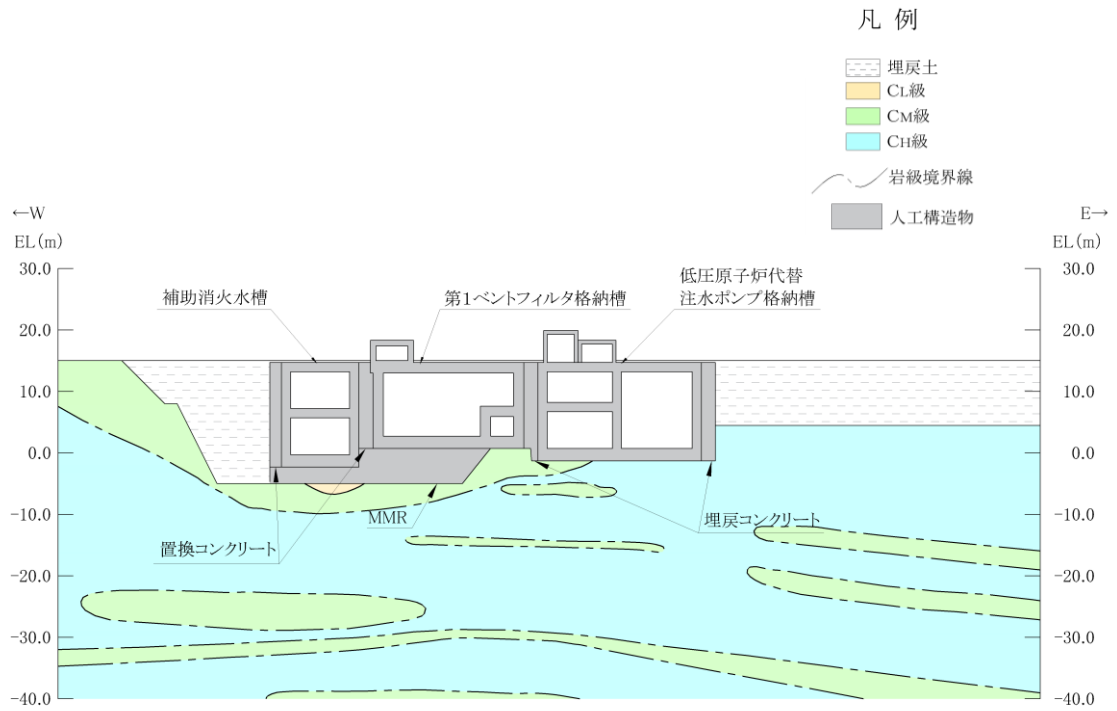 凡 例
埋戻土
CL級
CM級
CH級
岩級境界線
人工構造物
←W
E→
EL(m)
EL(m)
30.0
20.0
10.0
0.0
-10.0
-20.0
-30.0
-40.0
補助消火水槽
第1ベントフィルタ格納槽
低圧原子炉代替
注水ポンプ格納槽
置換コンクリート
MMR
埋戻コンクリート
30.0
20.0
10.0
0.0
-10.0
-20.0
-30.0
-40.0